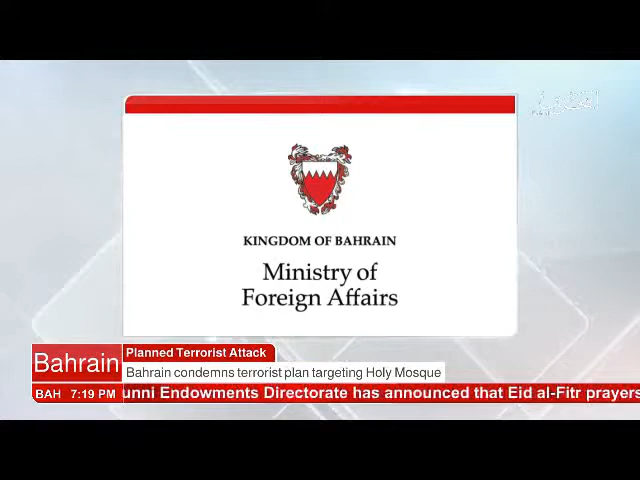 KINGDOM OF BAHRAIN
Ministry of
Foreign Affairs
Planned Terrorist Attack
Bahrain
Bahrain condemns terrorist plan targeting Holy Mosque
BAH 7:19 PM unni Endowments Directorate has announced that Eid al-Fitr prayers